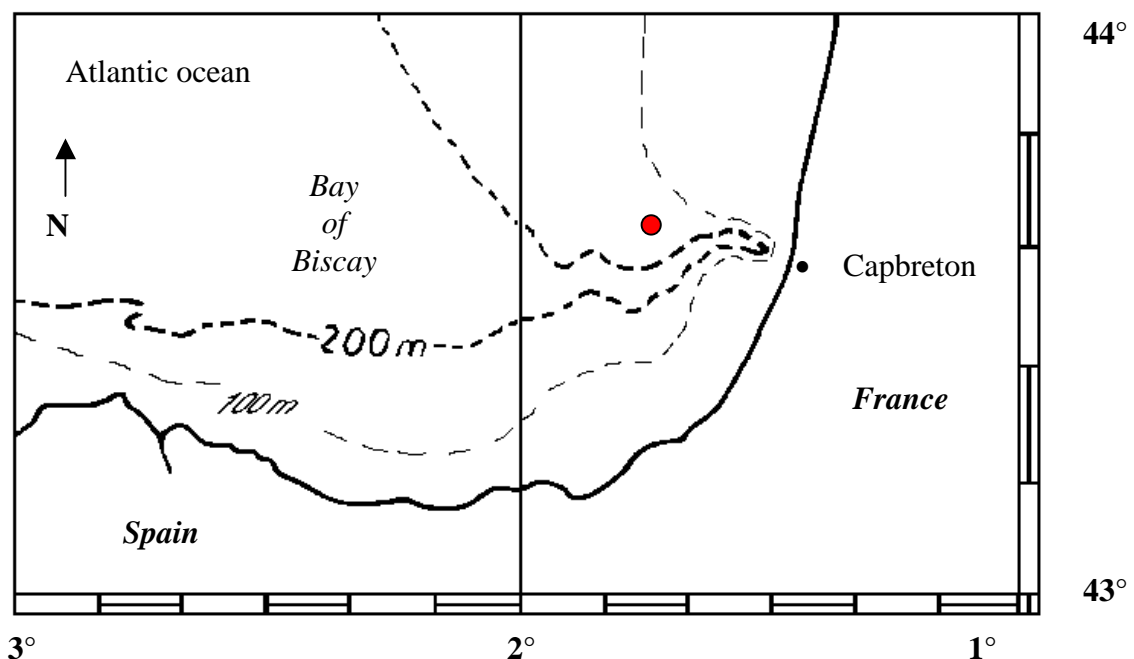 44°
Atlantic ocean
Bay
of
Biscay
N
Capbreton
200m
100m
France
Spain
43°
3°
2°
1°